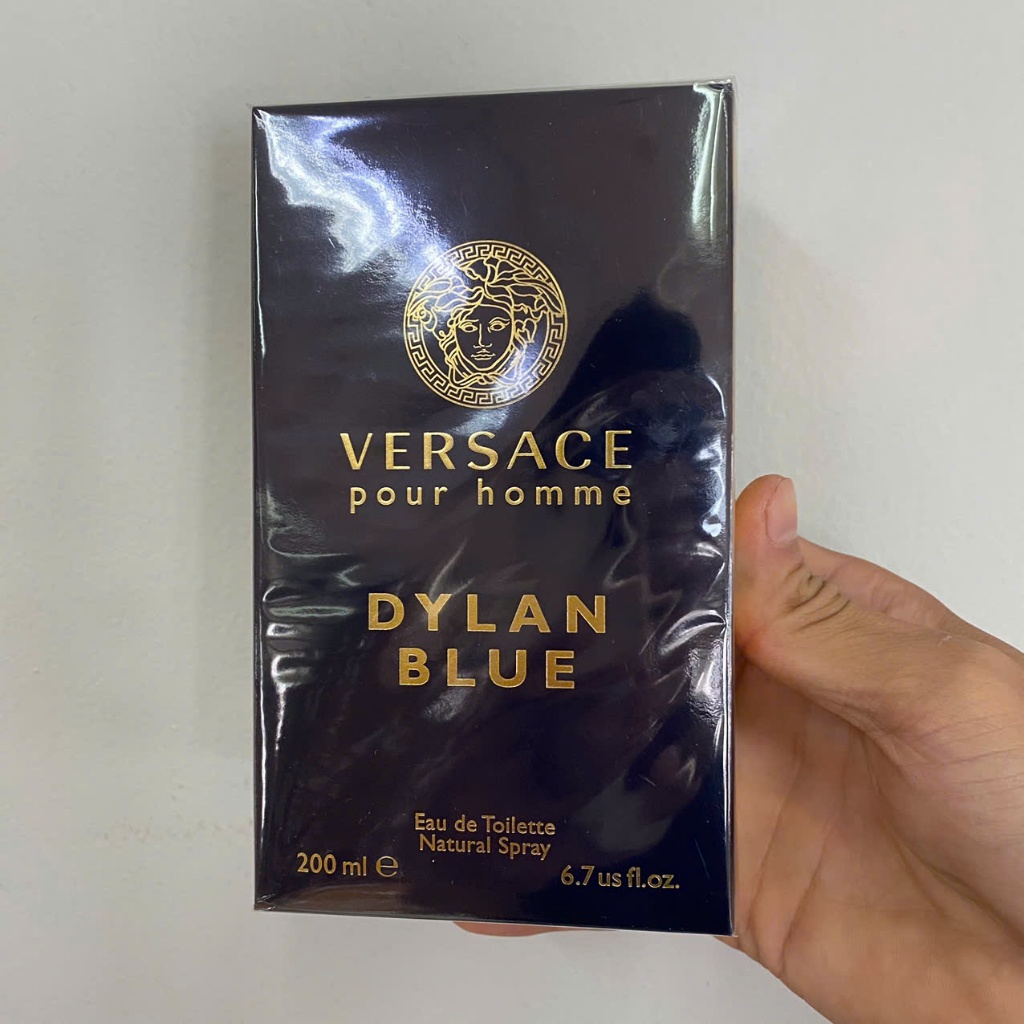 VERSACE
pour homme
DYLAN
BLUE
Eau de Toilette
Natural Spray
200 ml ℮
6.7 us fl.oz.